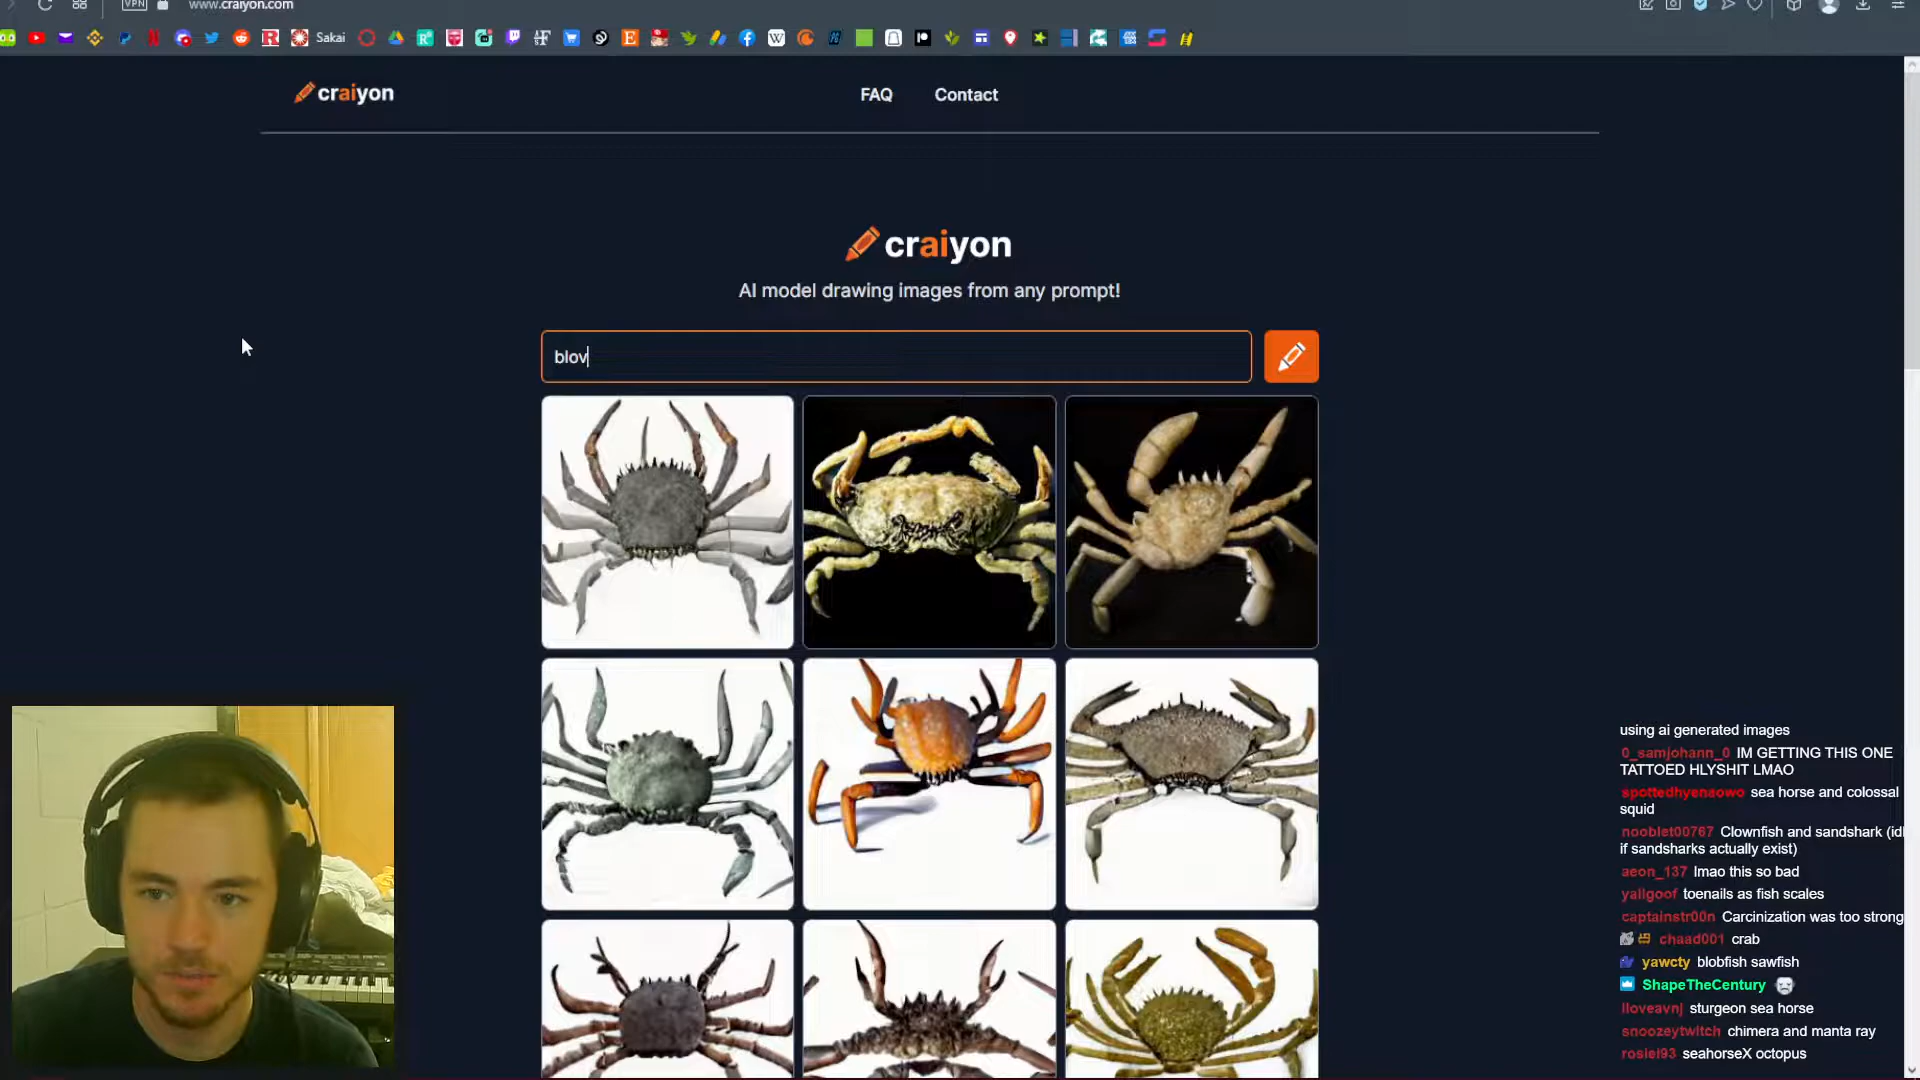 VPN
www.craiyon.com
Sakai
craiyon
FAQ
Contact
craiyon
AI model drawing images from any prompt!
blov
using ai generated images
0_samjohann_0 IM GETTING THIS ONE
TATTOED HLYSHIT LMAO
spottedhyenaowo sea horse and colossal
squid
nooblet00767 Clownfish and sandshark (id
if sandsharks actually exist)
aeon_137 lmao this so bad
yallgoof toenails as fish scales
captainstr00n Carcinization was too strong
chaad001 crab
yawcty blobfish sawfish
ShapeTheCentury
sturgeon sea horse
snoozeytwitch chimera and manta ray
rosiel93 seahorseX octopus